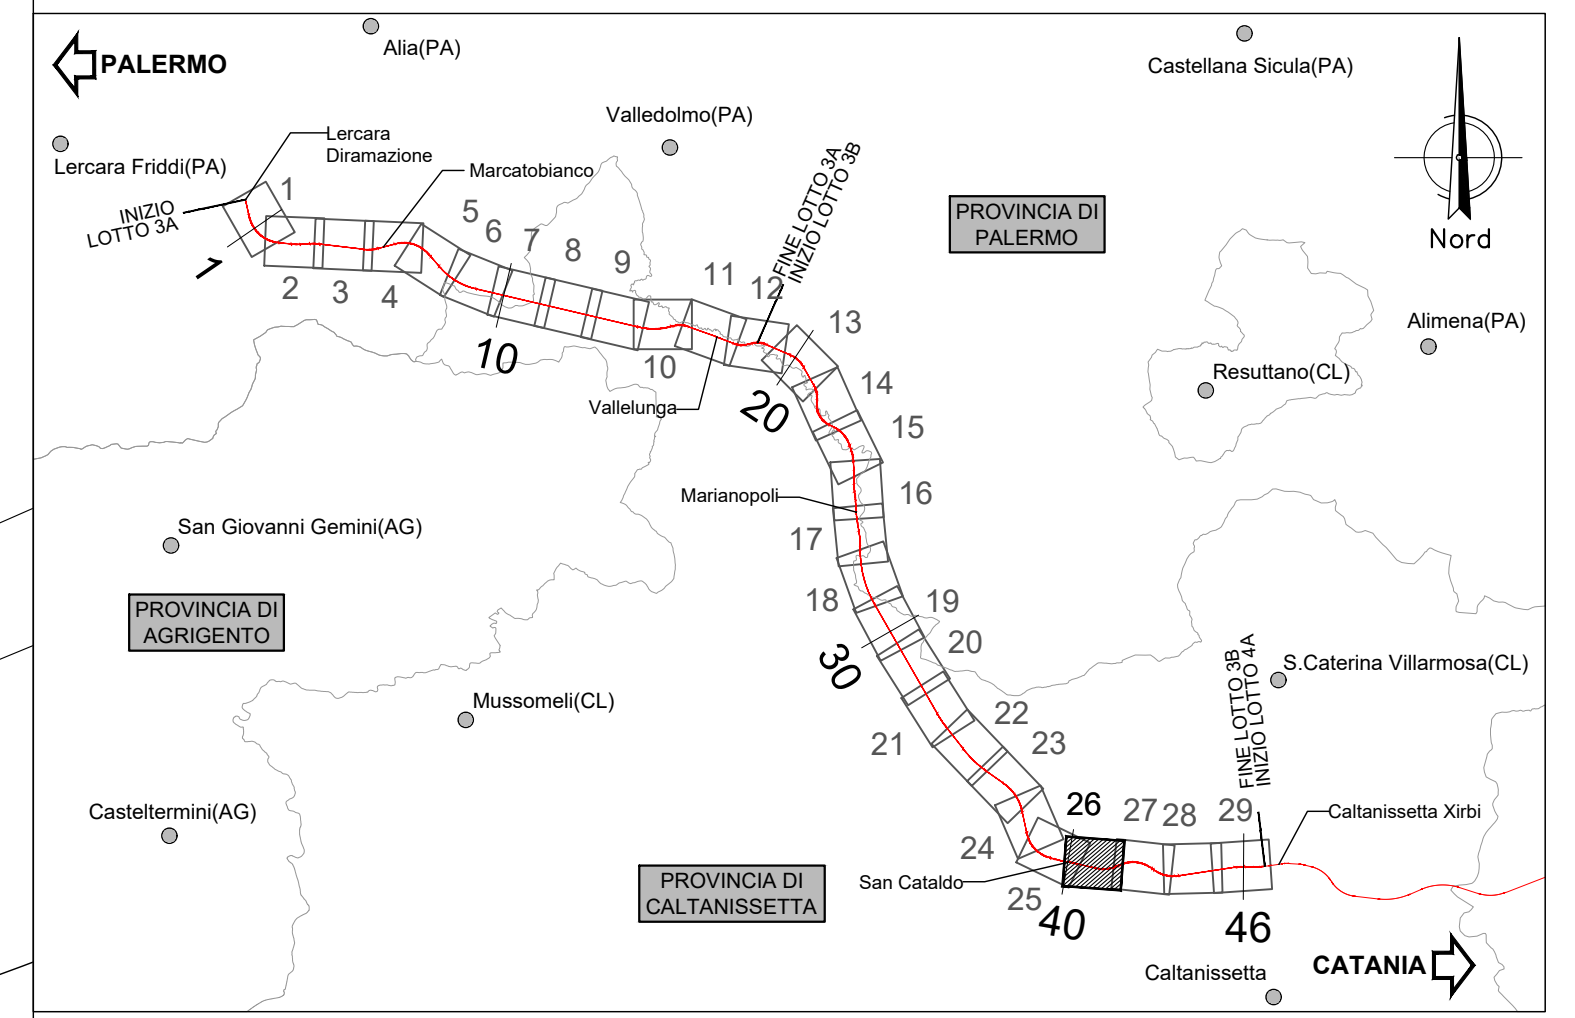 Alia(PA)
PALERMO
Castellana Sicula(PA)
Valledolmo(PA)
Lercara
Diramazione
Lercara Friddi(PA)
Marcatobianco
INIZIO
LOTTO 3A
FINE LOTTO 3A
INIZIO LOTTO 3B
PROVINCIA DI
PALERMO
Nord
1
2
3
4
5
6
7
8
9
10
11
12
13
14
15
16
17
18
19
20
21
22
23
24
25
26
27
28
29
1
10
20
30
40
46
Alimena(PA)
Resuttano(CL)
Vallelunga
Marianopoli
San Giovanni Gemini(AG)
PROVINCIA DI
AGRIGENTO
Mussomeli(CL)
S.Caterina Villarmosa(CL)
FINE LOTTO 3B
INIZIO LOTTO 4A
Casteltermini(AG)
Caltanissetta Xirbi
San Cataldo
PROVINCIA DI
CALTANISSETTA
Caltanissetta
CATANIA